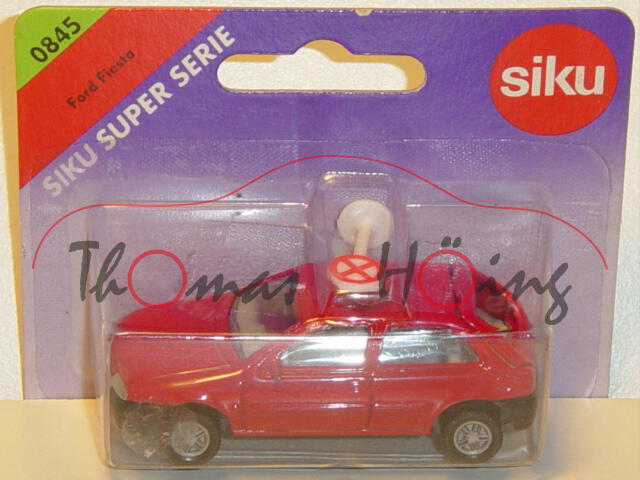 0845
Ford Fiesta
SIKU SUPER SERIE
siku
Thomas Höing